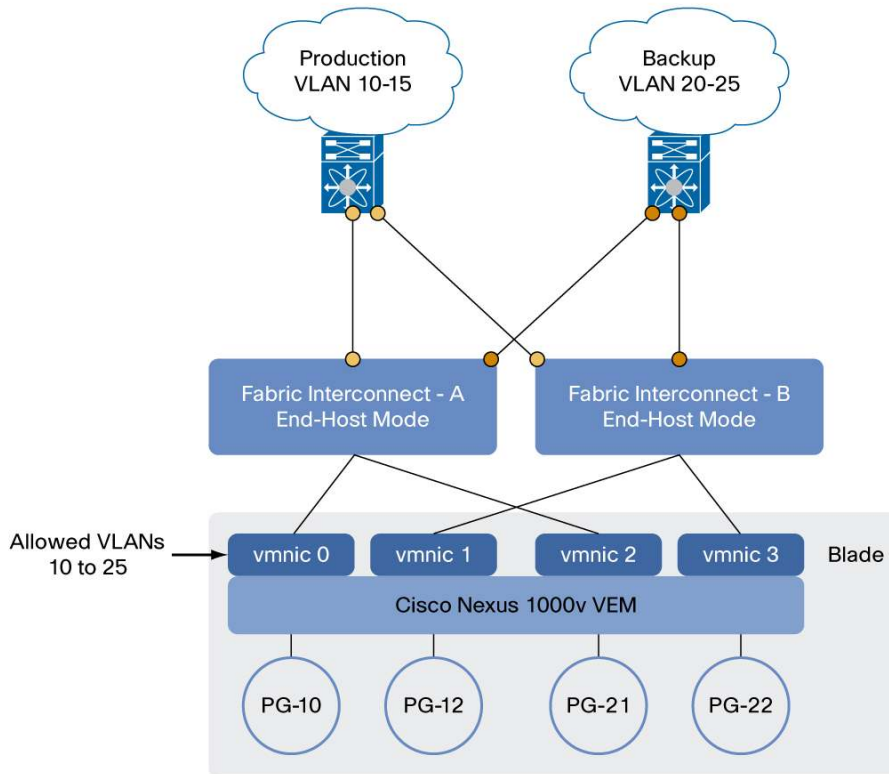 Production
VLAN 10-15
Backup
VLAN 20-25
Fabric Interconnect - A
End-Host Mode
Fabric Interconnect - B
End-Host Mode
Allowed VLANs
10 to 25
vmnic 0
vmnic 1
vmnic 2
vmnic 3
Blade
Cisco Nexus 1000v VEM
PG-10
PG-12
PG-21
PG-22